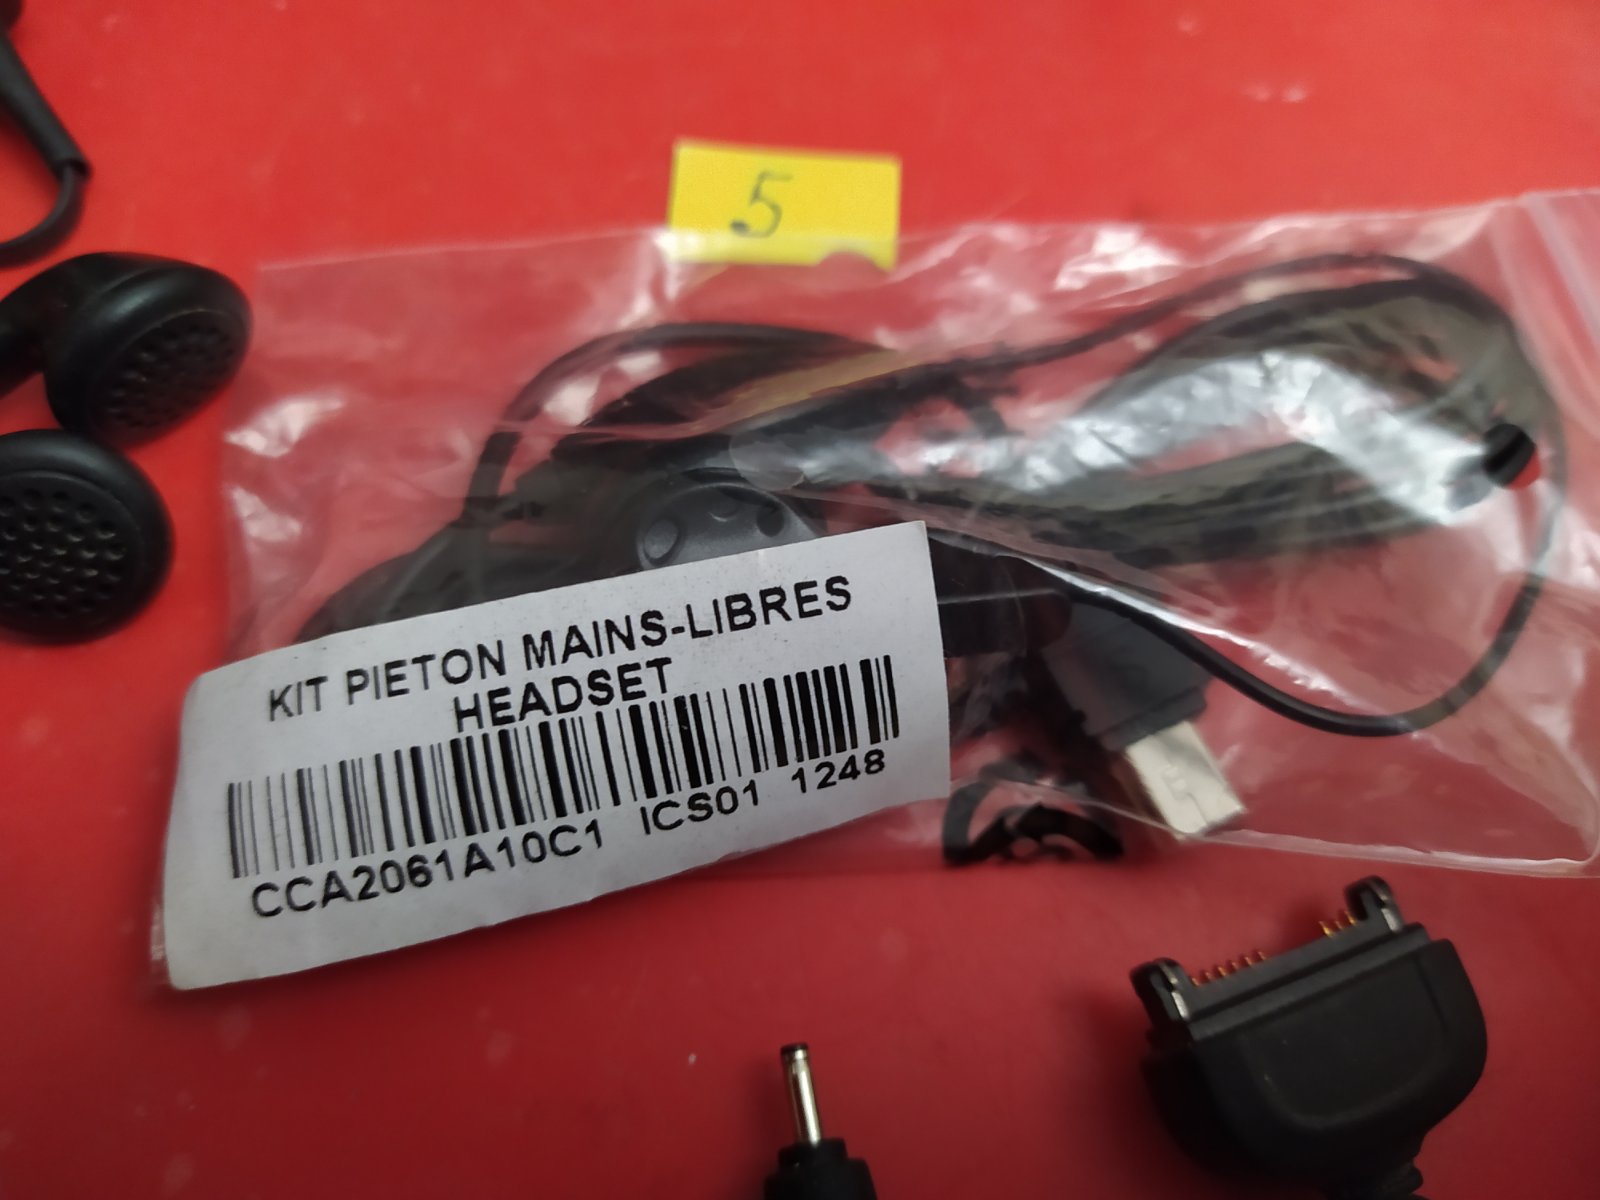 5
KIT PIETON MAINS-LIBRES
HEADSET
CCA2061A10C1 ICS01 1248